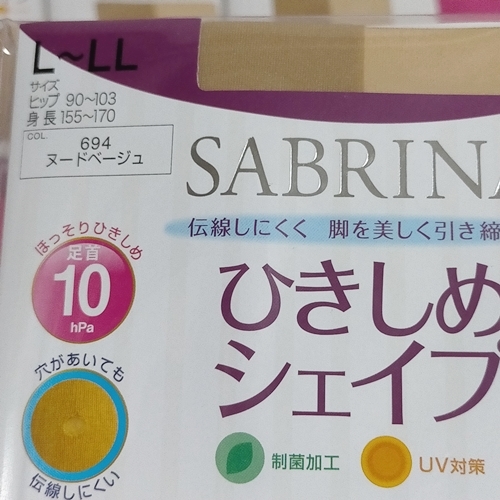 L~LL
サイズ
ヒップ 90~103
身長 155~170
COL.
694
ヌードベージュ
SABRINA
伝線しにくく 脚を美しく引き締
ほっそりひきしめ
足首
10
hPa
ひきしめ
シェイプ
穴があいても
伝線しにくい
制菌加工
UV対策